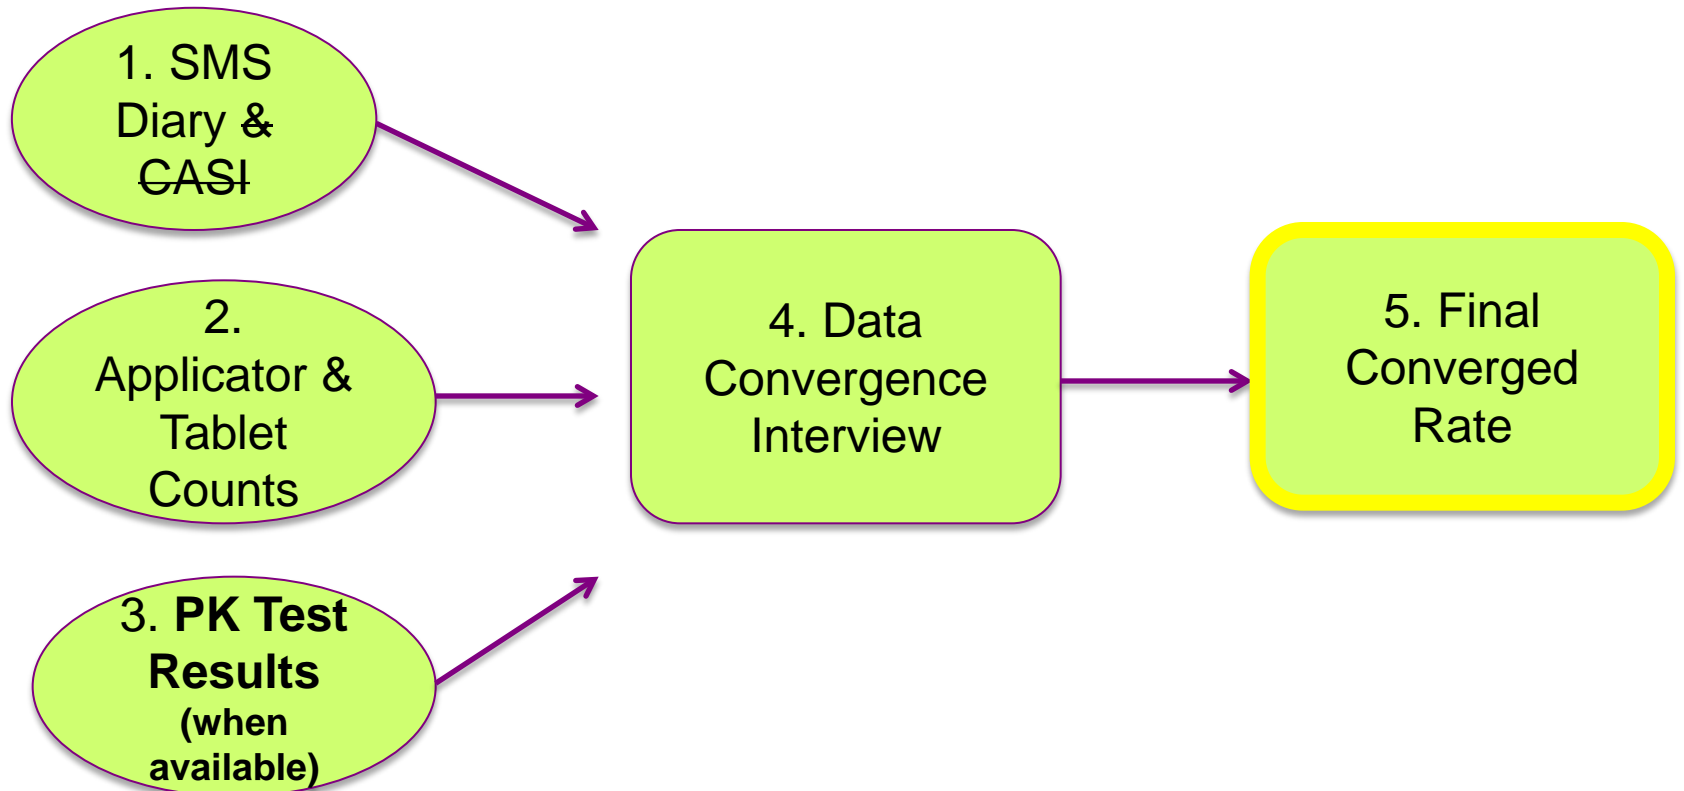 1. SMS
Diary &
CASI
2.
Applicator &
Tablet
Counts
3. PK Test
Results
(when
available)
4. Data
Convergence
Interview
5. Final
Converged
Rate